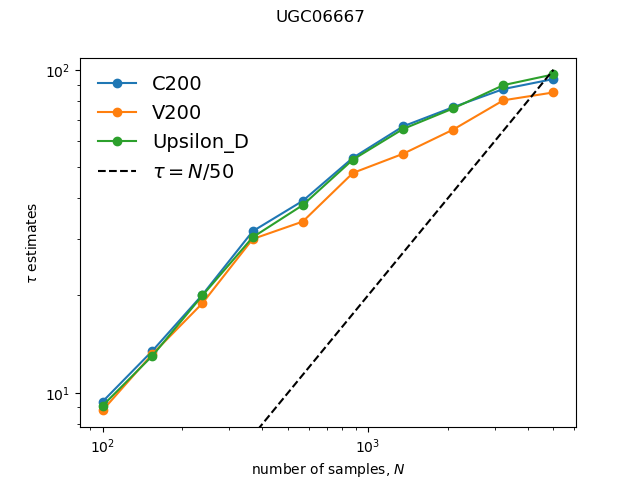 UGC06667
C200
V200
Upsilon_D
τ = N/50
τ estimates
10²
10¹
10²
10³
number of samples, N